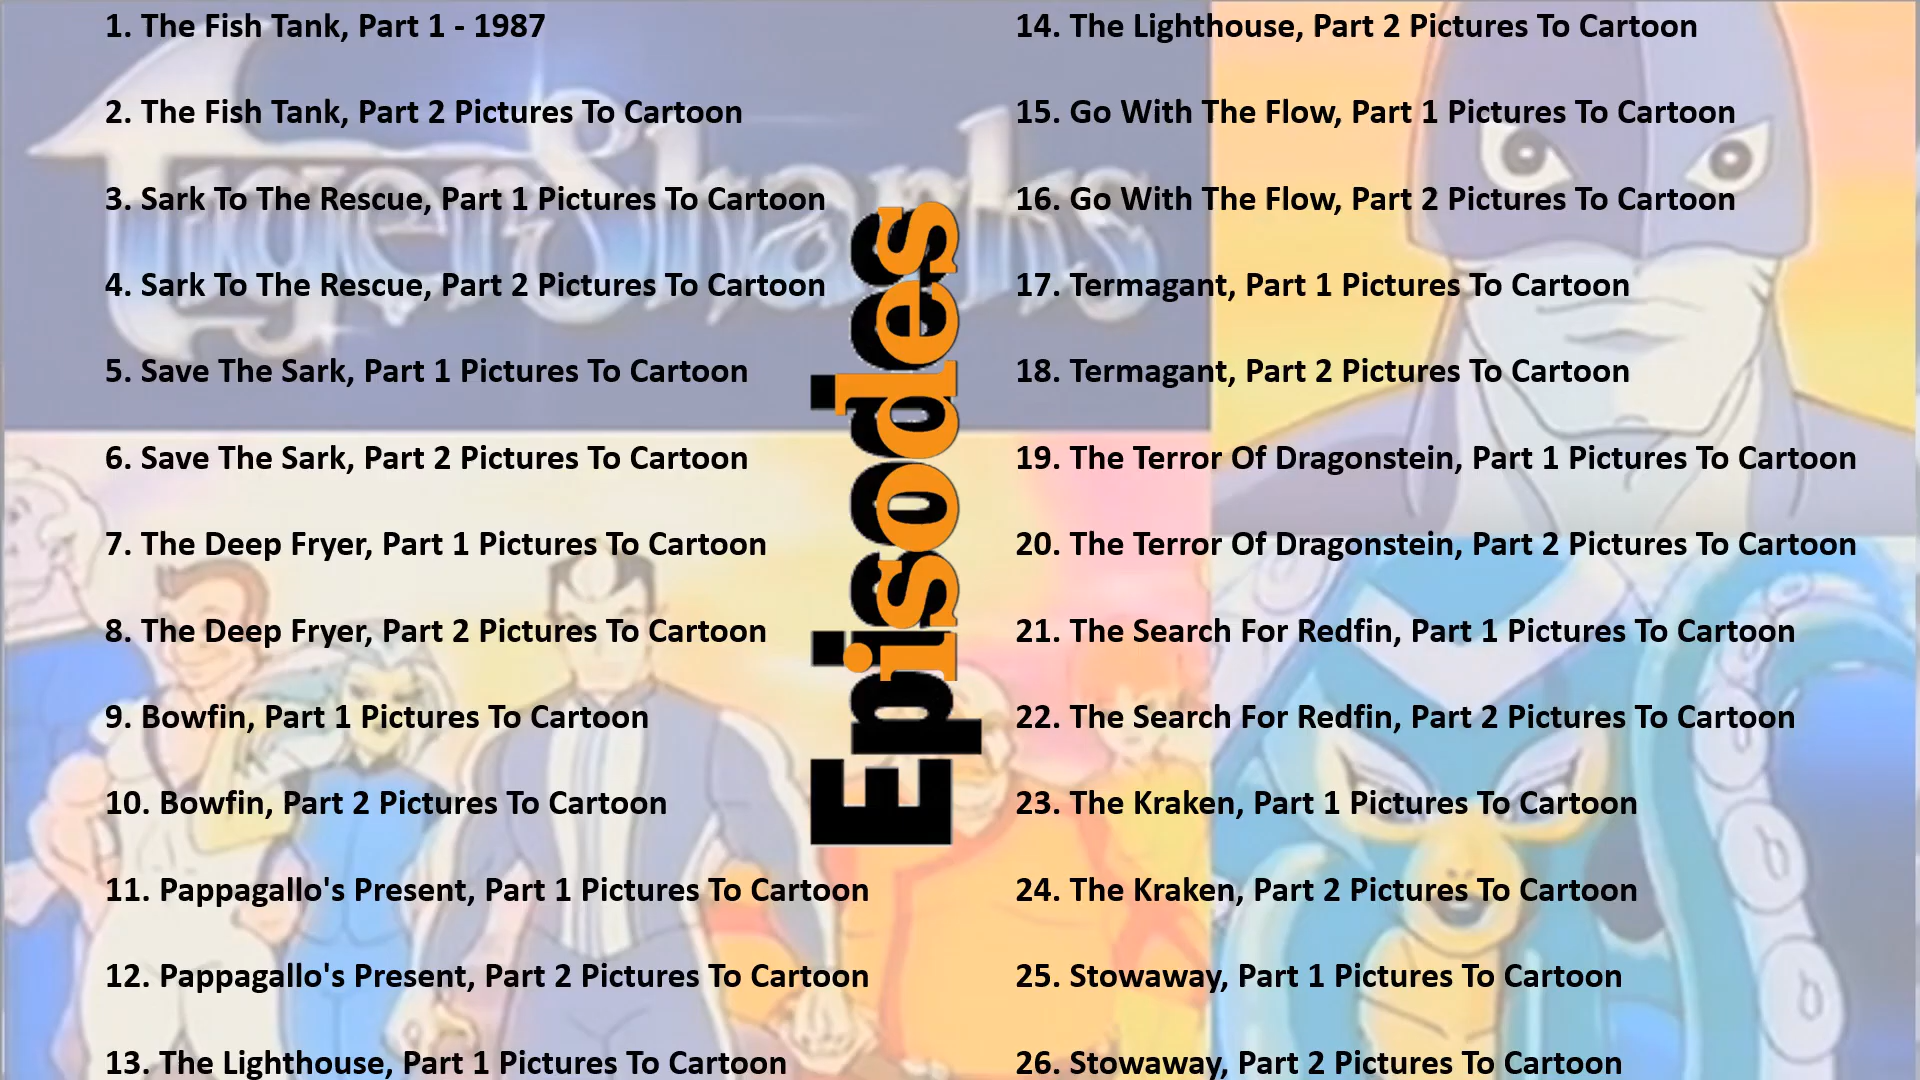 1. The Fish Tank, Part 1 - 1987
2. The Fish Tank, Part 2 Pictures To Cartoon
3. Sark To The Rescue, Part 1 Pictures To Cartoon
4. Sark To The Rescue, Part 2 Pictures To Cartoon
5. Save The Sark, Part 1 Pictures To Cartoon
6. Save The Sark, Part 2 Pictures To Cartoon
7. The Deep Fryer, Part 1 Pictures To Cartoon
8. The Deep Fryer, Part 2 Pictures To Cartoon
9. Bowfin, Part 1 Pictures To Cartoon
10. Bowfin, Part 2 Pictures To Cartoon
11. Pappagallo's Present, Part 1 Pictures To Cartoon
12. Pappagallo's Present, Part 2 Pictures To Cartoon
13. The Lighthouse, Part 1 Pictures To Cartoon
TigerSharks
Episodes
14. The Lighthouse, Part 2 Pictures To Cartoon
15. Go With The Flow, Part 1 Pictures To Cartoon
16. Go With The Flow, Part 2 Pictures To Cartoon
17. Termagant, Part 1 Pictures To Cartoon
18. Termagant, Part 2 Pictures To Cartoon
19. The Terror Of Dragonstein, Part 1 Pictures To Cartoon
20. The Terror Of Dragonstein, Part 2 Pictures To Cartoon
21. The Search For Redfin, Part 1 Pictures To Cartoon
22. The Search For Redfin, Part 2 Pictures To Cartoon
23. The Kraken, Part 1 Pictures To Cartoon
24. The Kraken, Part 2 Pictures To Cartoon
25. Stowaway, Part 1 Pictures To Cartoon
26. Stowaway, Part 2 Pictures To Cartoon